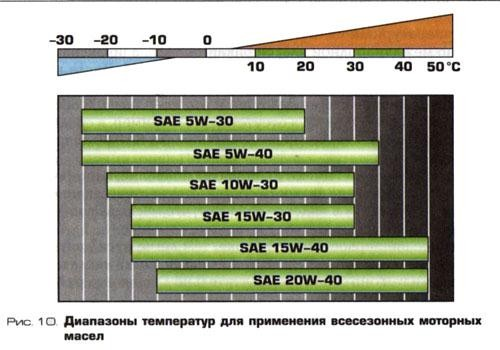 –30 –20 –10 0
10 20 30 40 50 °C
SAE 5W–30
SAE 5W–40
SAE 10W–30
SAE 15W–30
SAE 15W–40
SAE 20W–40
Рис. 10. Диапазоны температур для применения всесезонных моторных
масел